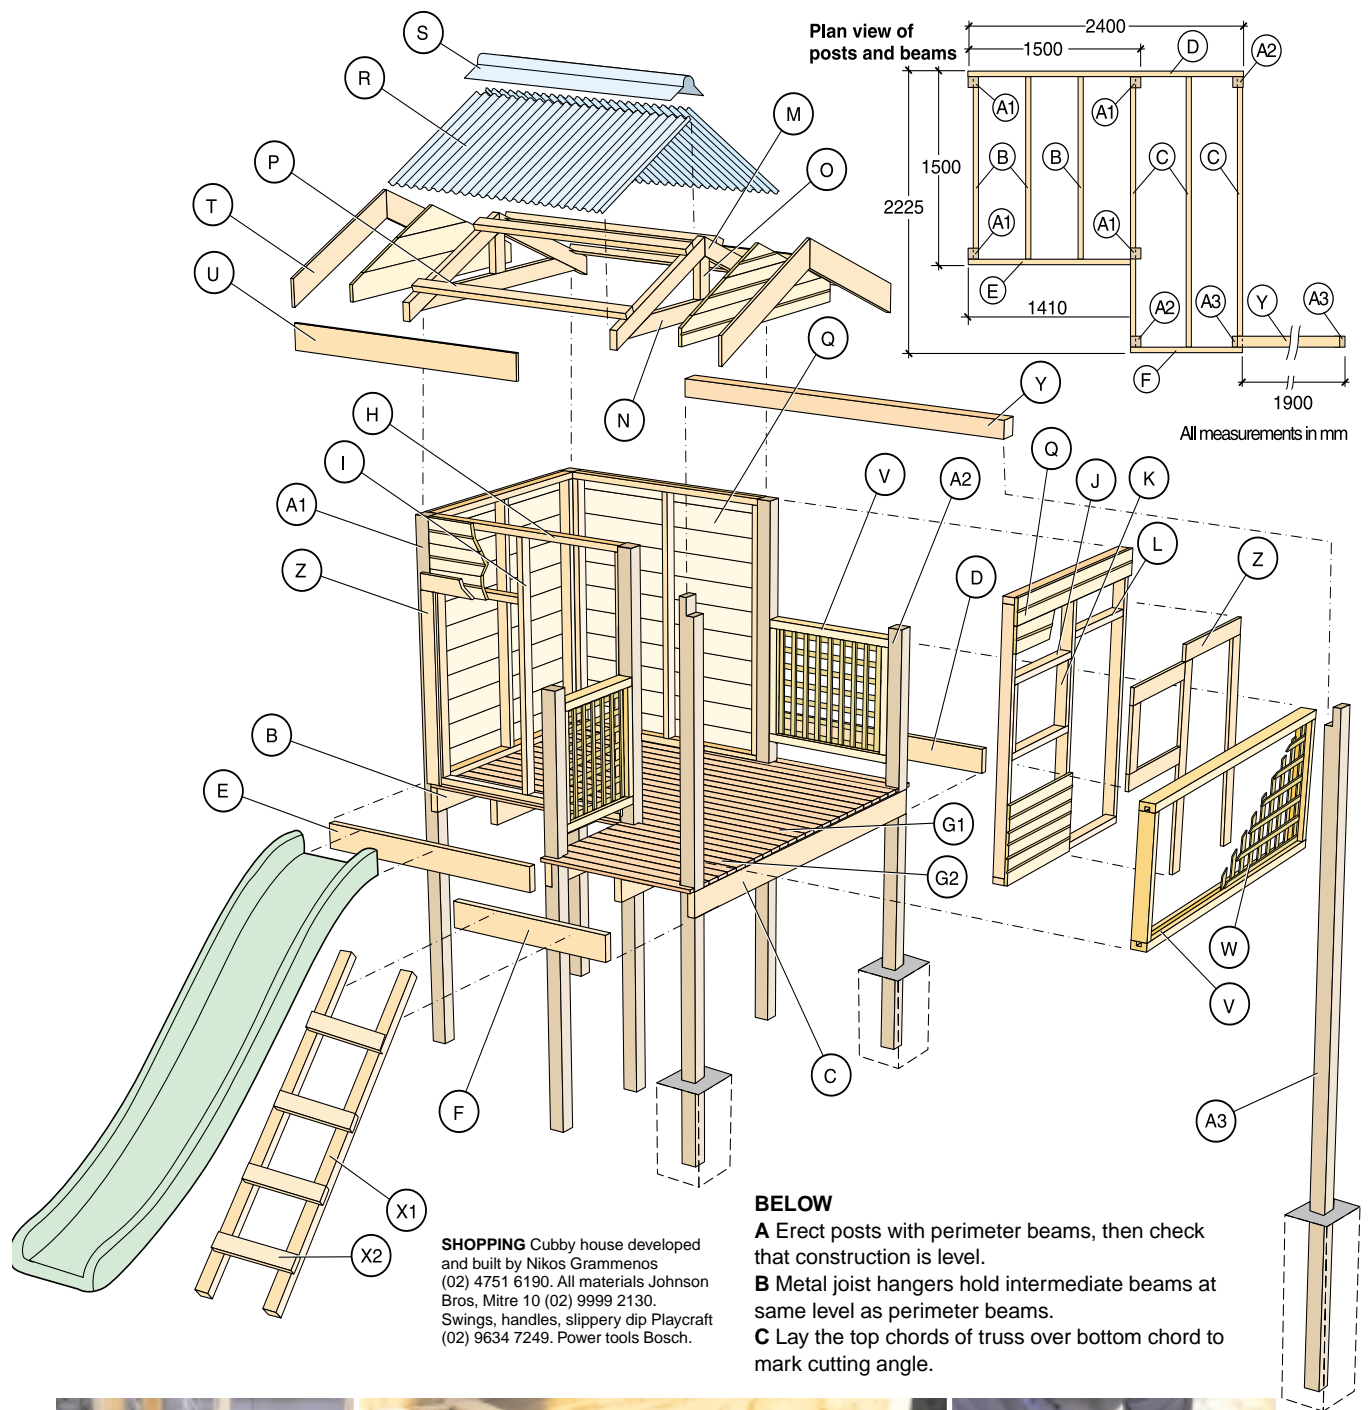 S
R
P
T
U
M
O
N
Plan view of
posts and beams
2400
1500
D
A2
A1
A1
B
B
C
C
1500
2225
A1
A1
E
1410
A2
A3
Y
A3
F
1900
All measurements in mm
H
I
A1
Z
Q
Y
V
A2
D
Q
J
K
L
Z
B
E
G1
G2
W
V
C
F
A3
X1
X2
SHOPPING Cubby house developed
and built by Nikos Grammenos
(02) 4751 6190. All materials Johnson
Bros, Mitre 10 (02) 9999 2130.
Swings, handles, slippery dip Playcraft
(02) 9634 7249. Power tools Bosch.
BELOW
A Erect posts with perimeter beams, then check
that construction is level.
B Metal joist hangers hold intermediate beams at
same level as perimeter beams.
C Lay the top chords of truss over bottom chord to
mark cutting angle.